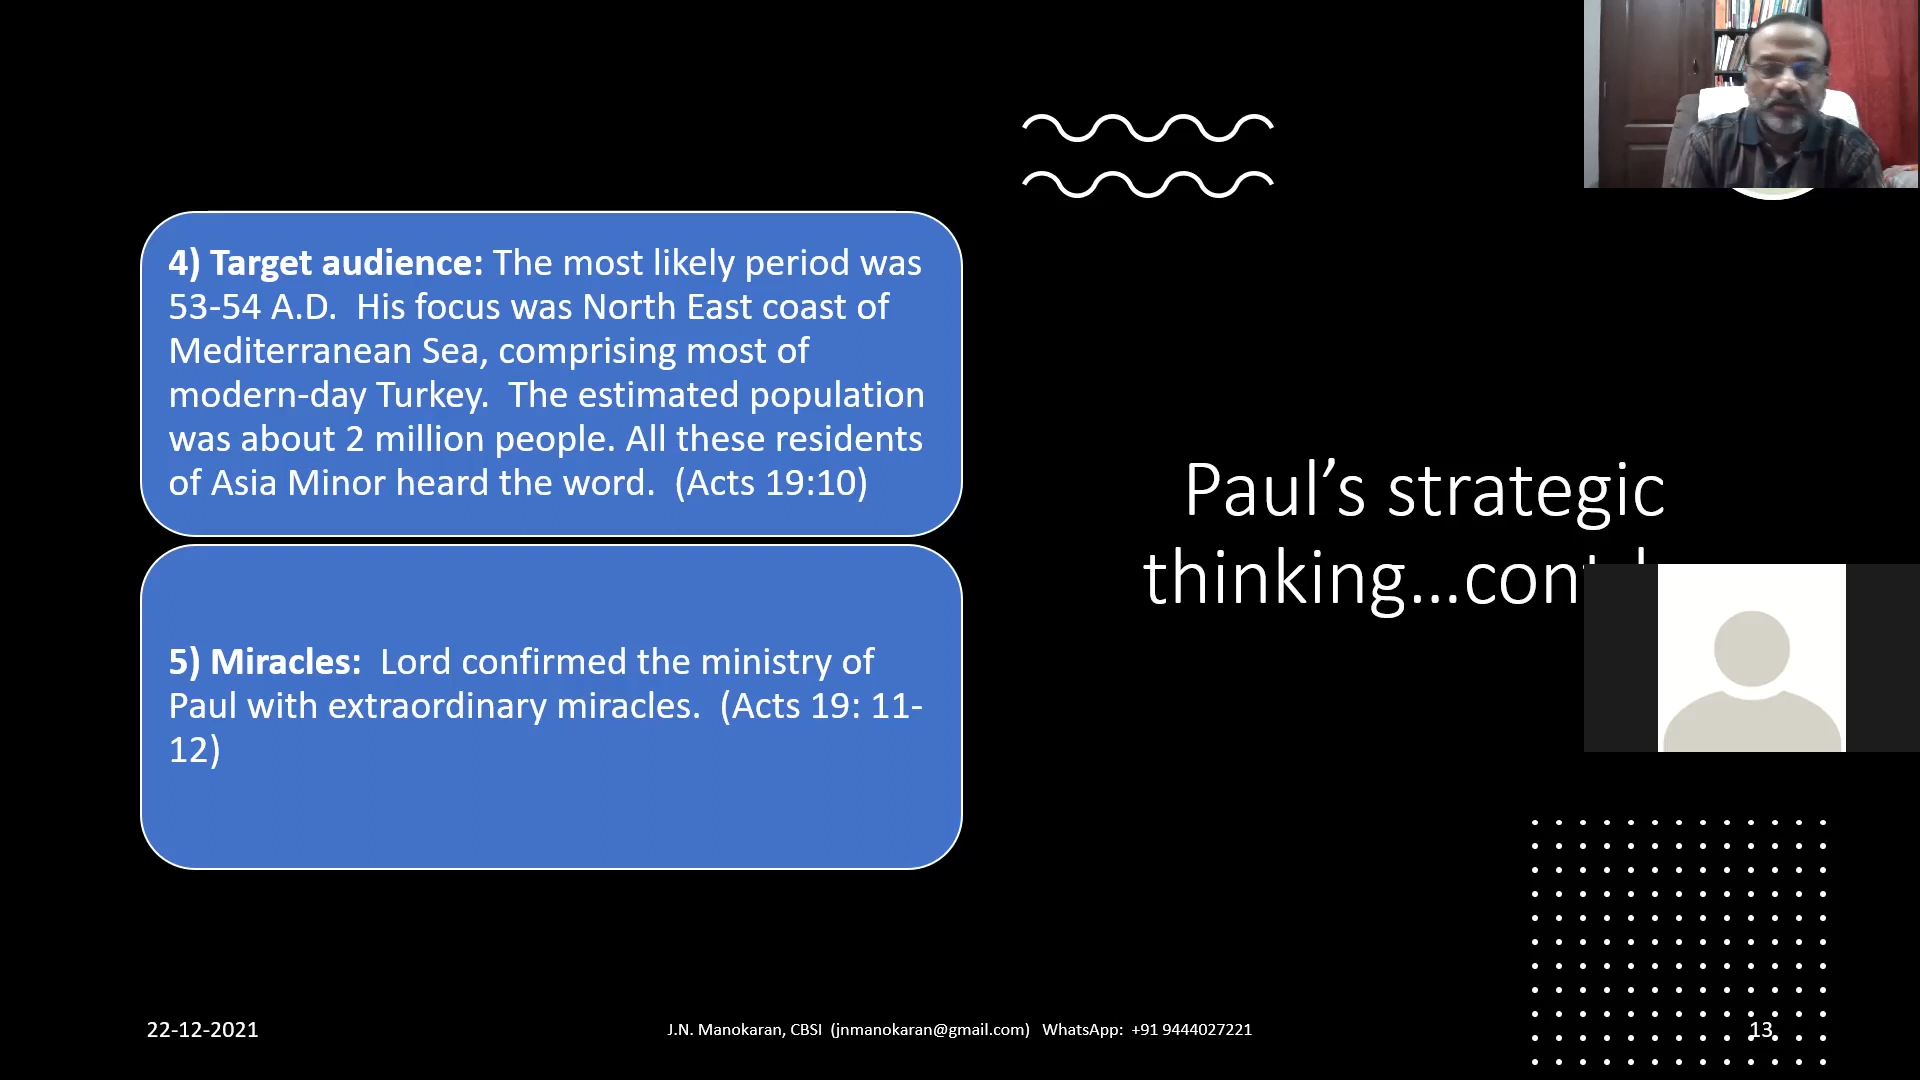 4) Target audience: The most likely period was
53-54 A.D.  His focus was North East coast of
Mediterranean Sea, comprising most of
modern-day Turkey.  The estimated population
was about 2 million people. All these residents
of Asia Minor heard the word.  (Acts 19:10)
5) Miracles:  Lord confirmed the ministry of
Paul with extraordinary miracles.  (Acts 19: 11-
12)
Paul’s strategic
thinking...
22-12-2021
J.N. Manokaran, CBSI  (jnmanokaran@gmail.com)   WhatsApp:  +91 9444027221
13